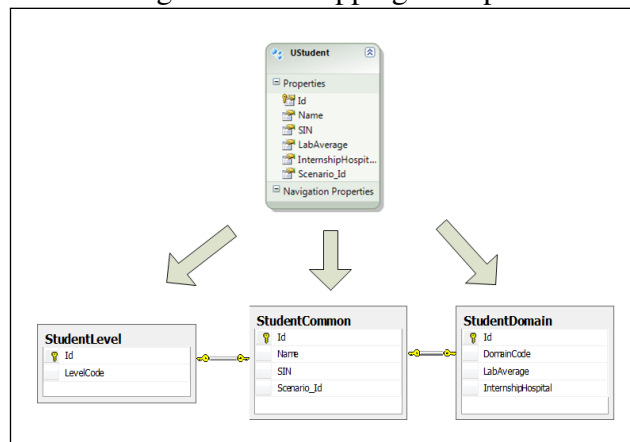 UStudent
Properties
Id
Name
SIN
LabAverage
InternshipHospit...
Scenario_Id
Navigation Properties
StudentLevel
Id
LevelCode
StudentCommon
Id
Name
SIN
Scenario_Id
StudentDomain
Id
DomainCode
LabAverage
InternshipHospital